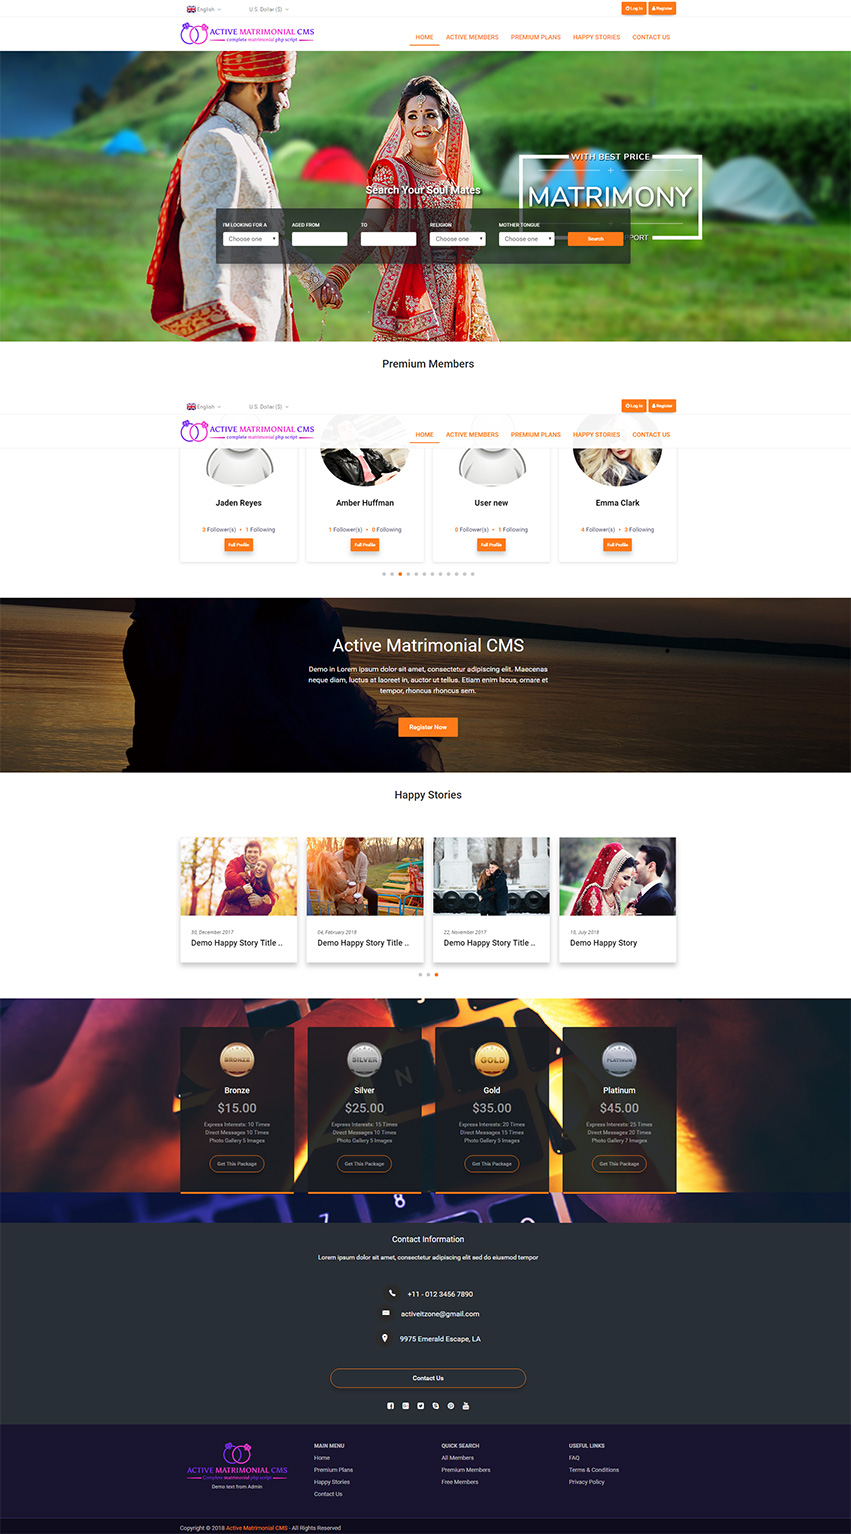 English U.S. Dollar ($) Log In Register
ACTIVE MATRIMONIAL CMS
complete matrimonial php script
HOME ACTIVE MEMBERS PREMIUM PLANS HAPPY STORIES CONTACT US
WITH BEST PRICE
MATRIMONY
PORT
Search Your Soul Mates
I'M LOOKING FOR A AGED FROM TO RELIGION MOTHER TONGUE
Choose one Choose one Choose one Search
Premium Members
English U.S. Dollar ($) Log In Register
ACTIVE MATRIMONIAL CMS
complete matrimonial php script
HOME ACTIVE MEMBERS PREMIUM PLANS HAPPY STORIES CONTACT US
Jaden Reyes Amber Huffman User new Emma Clark
3 Follower(s) • 1 Following 1 Follower(s) • 0 Following 0 Follower(s) • 1 Following 4 Follower(s) • 3 Following
Full Profile Full Profile Full Profile Full Profile
Active Matrimonial CMS
Demo in Lorem ipsum dolor sit amet, consectetur adipiscing elit. Maecenas
neque diam, luctus at laoreet in, auctor ut tellus. Etiam enim lacus, ornare et
tempor, rhoncus rhoncus sem.
Register Now
Happy Stories
30, December 2017 04, February 2018 22, November 2017 10, July 2018
Demo Happy Story Title .. Demo Happy Story Title .. Demo Happy Story Title .. Demo Happy Story
BRONZE SILVER GOLD PLATINUM
Bronze Silver Gold Platinum
$15.00 $25.00 $35.00 $45.00
Express Interests: 10 Times Express Interests: 15 Times Express Interests: 20 Times Express Interests: 25 Times
Direct Messages 10 Times Direct Messages 10 Times Direct Messages 15 Times Direct Messages 20 Times
Photo Gallery 5 Images Photo Gallery 5 Images Photo Gallery 6 Images Photo Gallery 7 Images
Get This Package Get This Package Get This Package Get This Package
Contact Information
Lorem ipsum dolor sit amet, consectetur adipiscing elit sed do eiusmod tempor
+11 - 012 3456 7890
activeitzone@gmail.com
9975 Emerald Escape, LA
Contact Us
ACTIVE MATRIMONIAL CMS
Complete matrimonial php script
Demo text from Admin
MAIN MENU
Home
Premium Plans
Happy Stories
Contact Us
QUICK SEARCH
All Members
Premium Members
Free Members
USEFUL LINKS
FAQ
Terms & Conditions
Privacy Policy
Copyright © 2018 Active Matrimonial CMS - All Rights Reserved